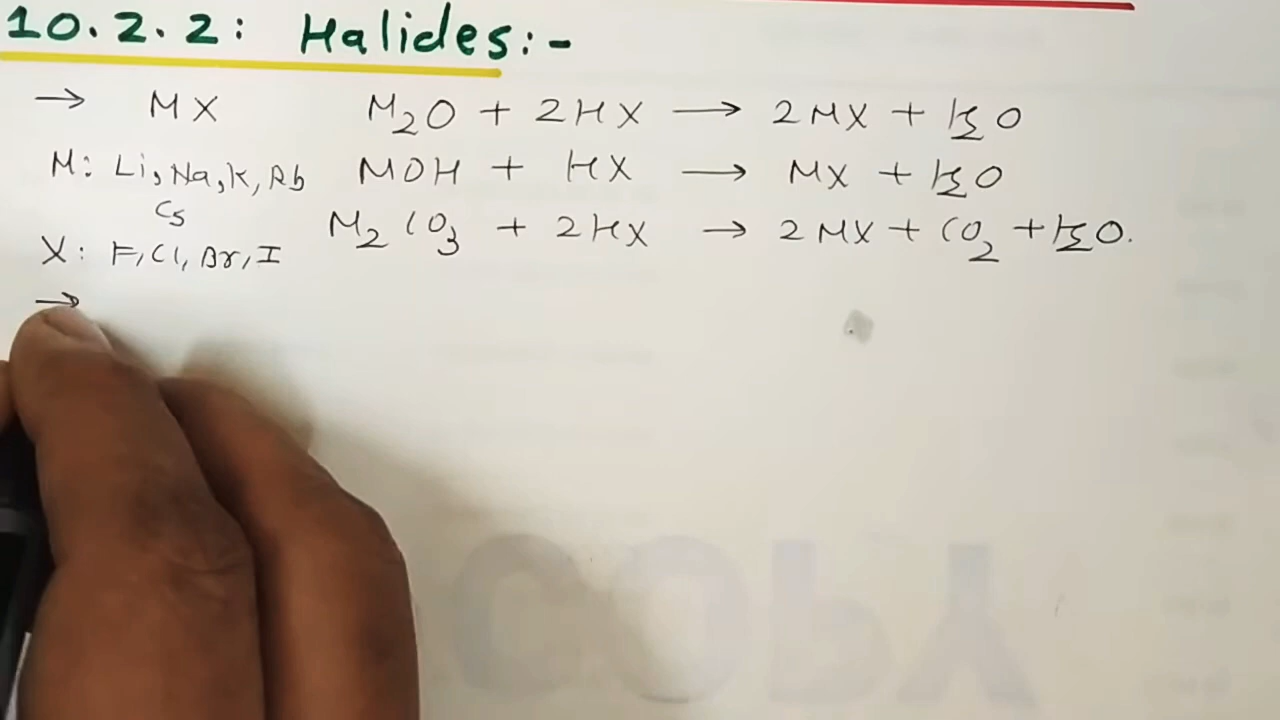 10.2.2: Halides:-
→ MX M₂O + 2HX → 2MX + H₂O
M: Li, Na, K, Rb MOH + HX → MX + H₂O
Cs
M₂CO₃ + 2HX → 2MX + CO₂ + H₂O.
X: F, Cl, Br, I
→